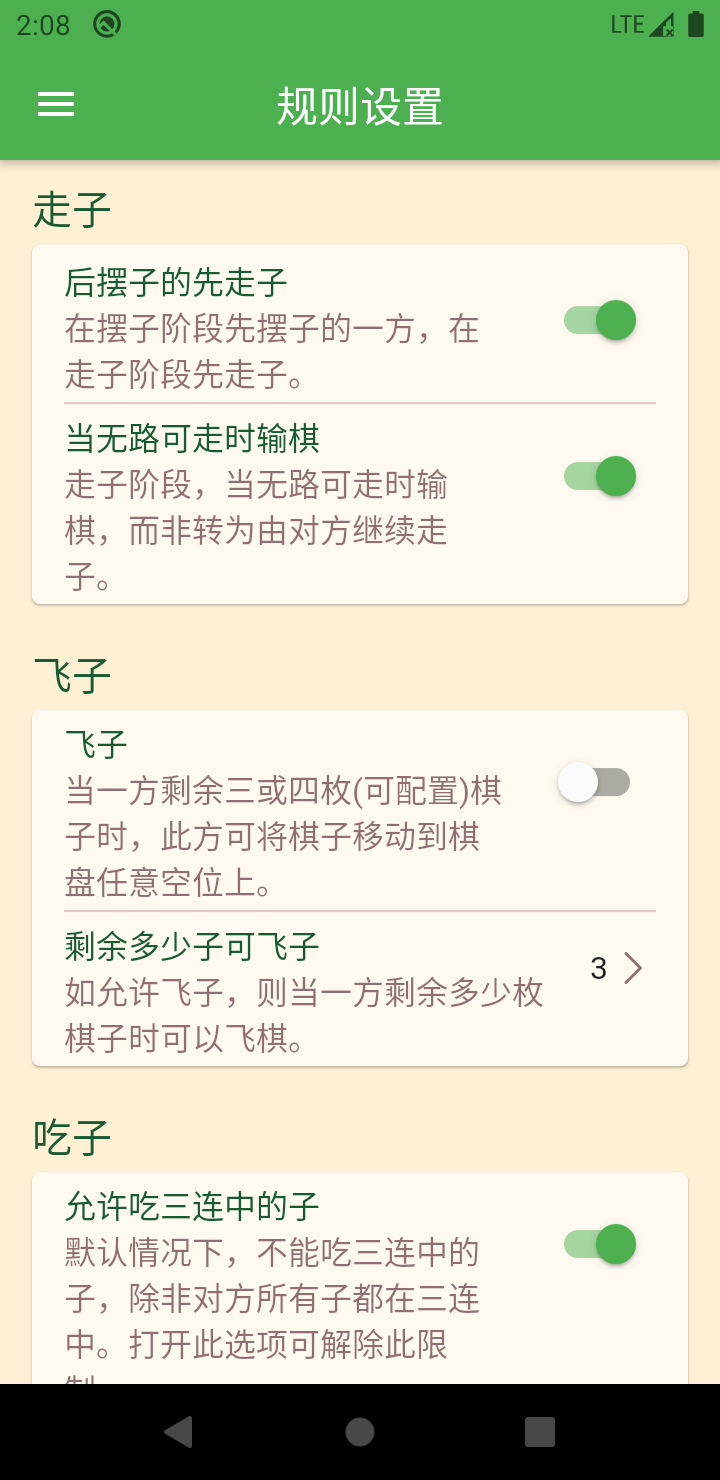 2:08
LTE
规则设置
走子
后摆子的先走子
在摆子阶段先摆子的一方，在
走子阶段先走子。
当无路可走时输棋
走子阶段，当无路可走时输
棋，而非转为由对方继续走
子。
飞子
飞子
当一方剩余三或四枚(可配置)棋
子时，此方可将棋子移动到棋
盘任意空位上。
剩余多少子可飞子
3
如允许飞子，则当一方剩余多少枚
棋子时可以飞棋。
吃子
允许吃三连中的子
默认情况下，不能吃三连中的
子，除非对方所有子都在三连
中。打开此选项可解除此限